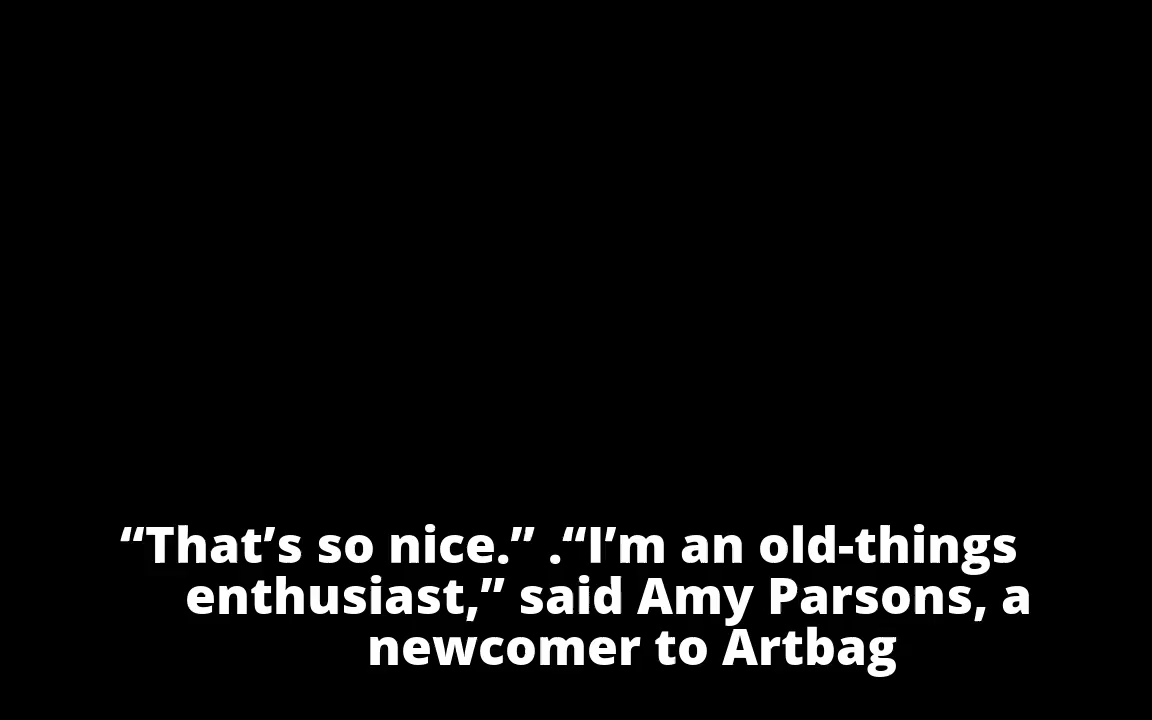 “That’s so nice.” .“I’m an old-things
enthusiast,” said Amy Parsons, a
newcomer to Artbag